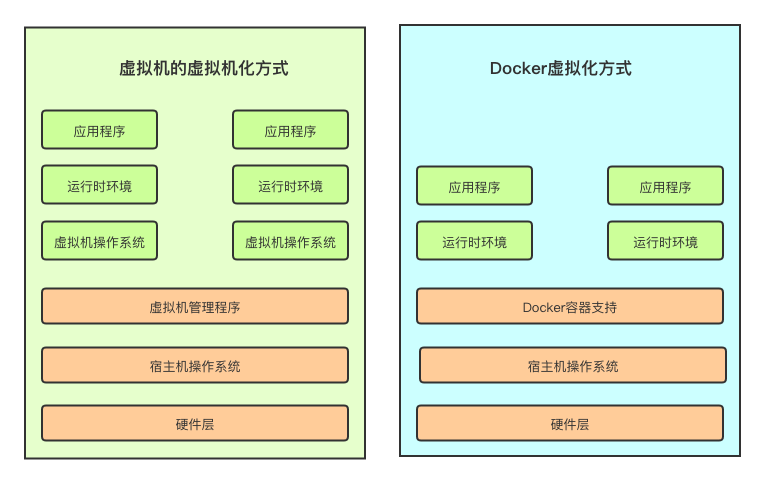 虚拟机的虚拟机化方式
应用程序
应用程序
运行时环境
运行时环境
虚拟机操作系统
虚拟机操作系统
虚拟机管理程序
宿主机操作系统
硬件层
Docker虚拟化方式
应用程序
应用程序
运行时环境
运行时环境
Docker容器支持
宿主机操作系统
硬件层